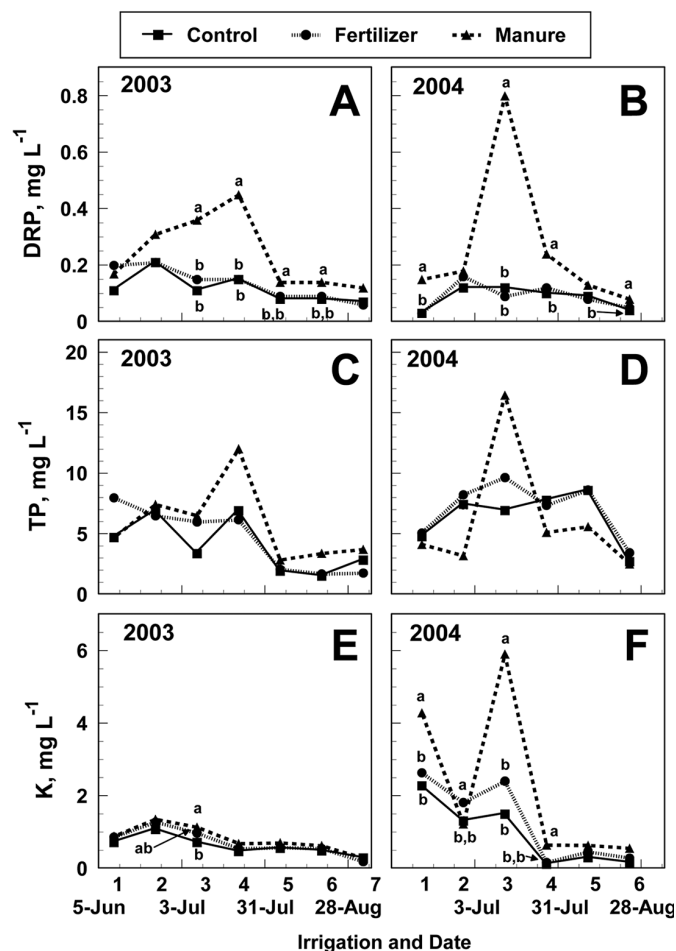 Control Fertilizer Manure
2003 A
2004 B
DRP, mg L-1
0.8
0.6
0.4
0.2
0
a
a
a
a
b
b
b
b
b,b
b,b
a
a
a
a
b
b
b
b
b
2003 C
2004 D
TP, mg L-1
20
15
10
5
0
2003 E
2004 F
K, mg L-1
6
4
2
0
a
ab
b
a
a
a
b
b
b
b
b,b
b,b
a
1 2 3 4 5 6 7
5-Jun 3-Jul 31-Jul 28-Aug
1 2 3 4 5 6
3-Jul 31-Jul 28-Aug
Irrigation and Date